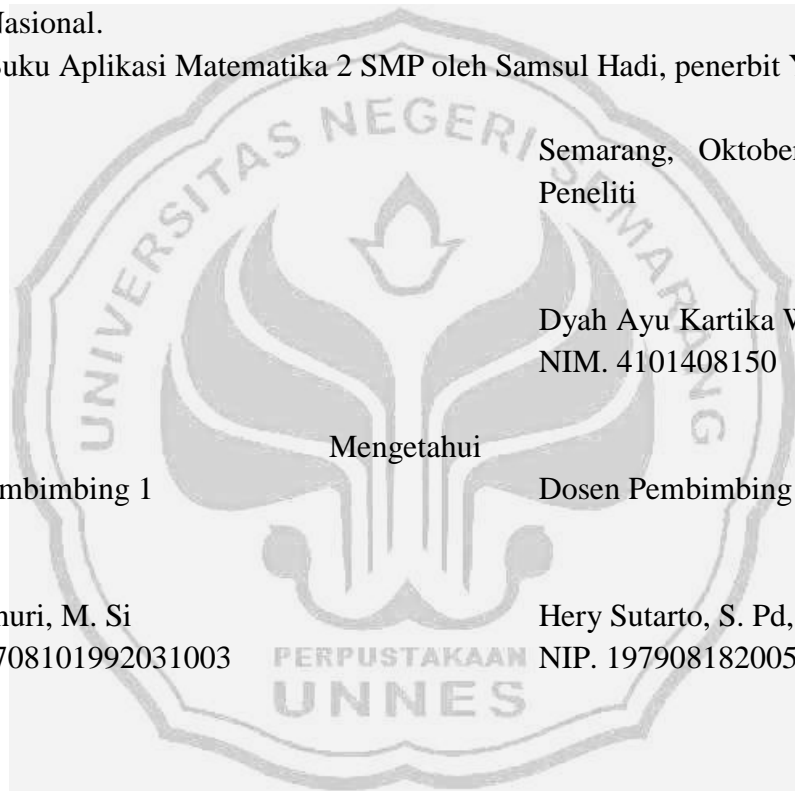 Nasional.
Buku Aplikasi Matematika 2 SMP oleh Samsul Hadi, penerbit Y
Semarang, Oktober
Peneliti
Dyah Ayu Kartika W
NIM. 4101408150
Mengetahui
mbimbing 1 Dosen Pembimbing
huri, M. Si Hery Sutarto, S. Pd,
708101992031003 NIP. 197908182005
UNIVERSITAS NEGERI SEMARANG
PERPUSTAKAAN
UNNES